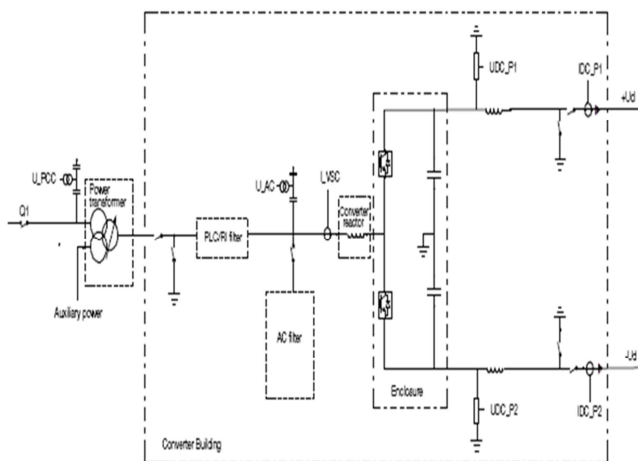 UDC_P1
IDC_P1
+Ud
U_PCC
Power
transformer
U_AC
I_VSC
Q1
Converter
reactor
PLC/RI filter
Auxiliary power
AC filter
Enclosure
-Ud
UDC_P2
IDC_P2
Converter Building